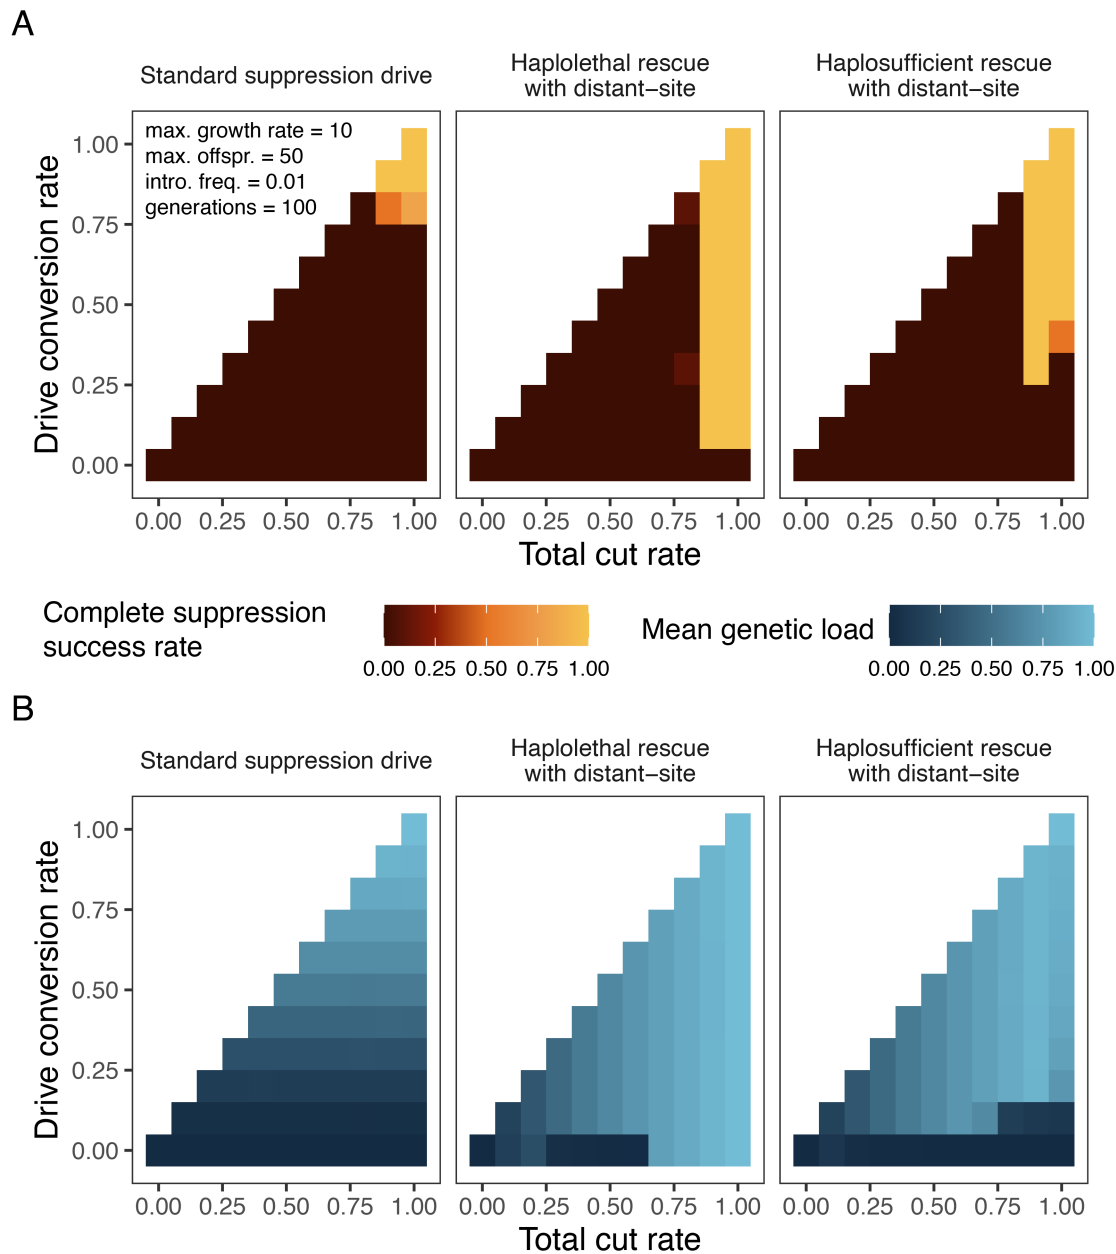 A
Standard suppression drive
Haplolethal rescue
with distant−site
Haplosufficient rescue
with distant−site
max. growth rate = 10
max. offspr. = 50
intro. freq. = 0.01
generations = 100
Drive conversion rate
1.00
0.75
0.50
0.25
0.00
0.00 0.25 0.50 0.75 1.00
0.00 0.25 0.50 0.75 1.00
0.00 0.25 0.50 0.75 1.00
Total cut rate
Complete suppression
success rate
0.00 0.25 0.50 0.75 1.00
Mean genetic load
0.00 0.25 0.50 0.75 1.00
B
Standard suppression drive
Haplolethal rescue
with distant−site
Haplosufficient rescue
with distant−site
Drive conversion rate
1.00
0.75
0.50
0.25
0.00
0.00 0.25 0.50 0.75 1.00
0.00 0.25 0.50 0.75 1.00
0.00 0.25 0.50 0.75 1.00
Total cut rate